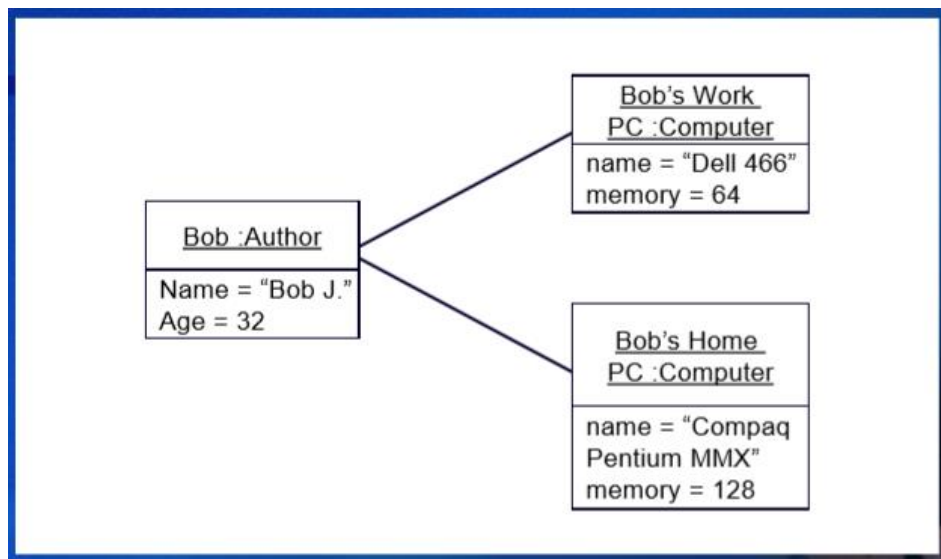 Bob :Author
Name = “Bob J.”
Age = 32
Bob’s Work
PC :Computer
name = “Dell 466”
memory = 64
Bob’s Home
PC :Computer
name = “Compaq
Pentium MMX”
memory = 128